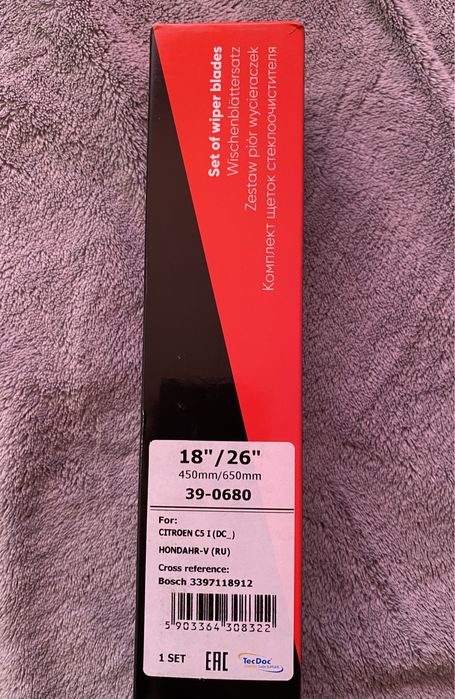 Set of wiper blades
Wischenblättersatz
Zestaw piór wycieraczek
Комплект щеток стеклоочистителя
18"/26"
450mm/650mm
39-0680
For:
CITROEN C5 I (DC_)
HONDAHR-V (RU)
Cross reference:
Bosch 3397118912
5 903364 308322
1 SET
EAC
TecDoc